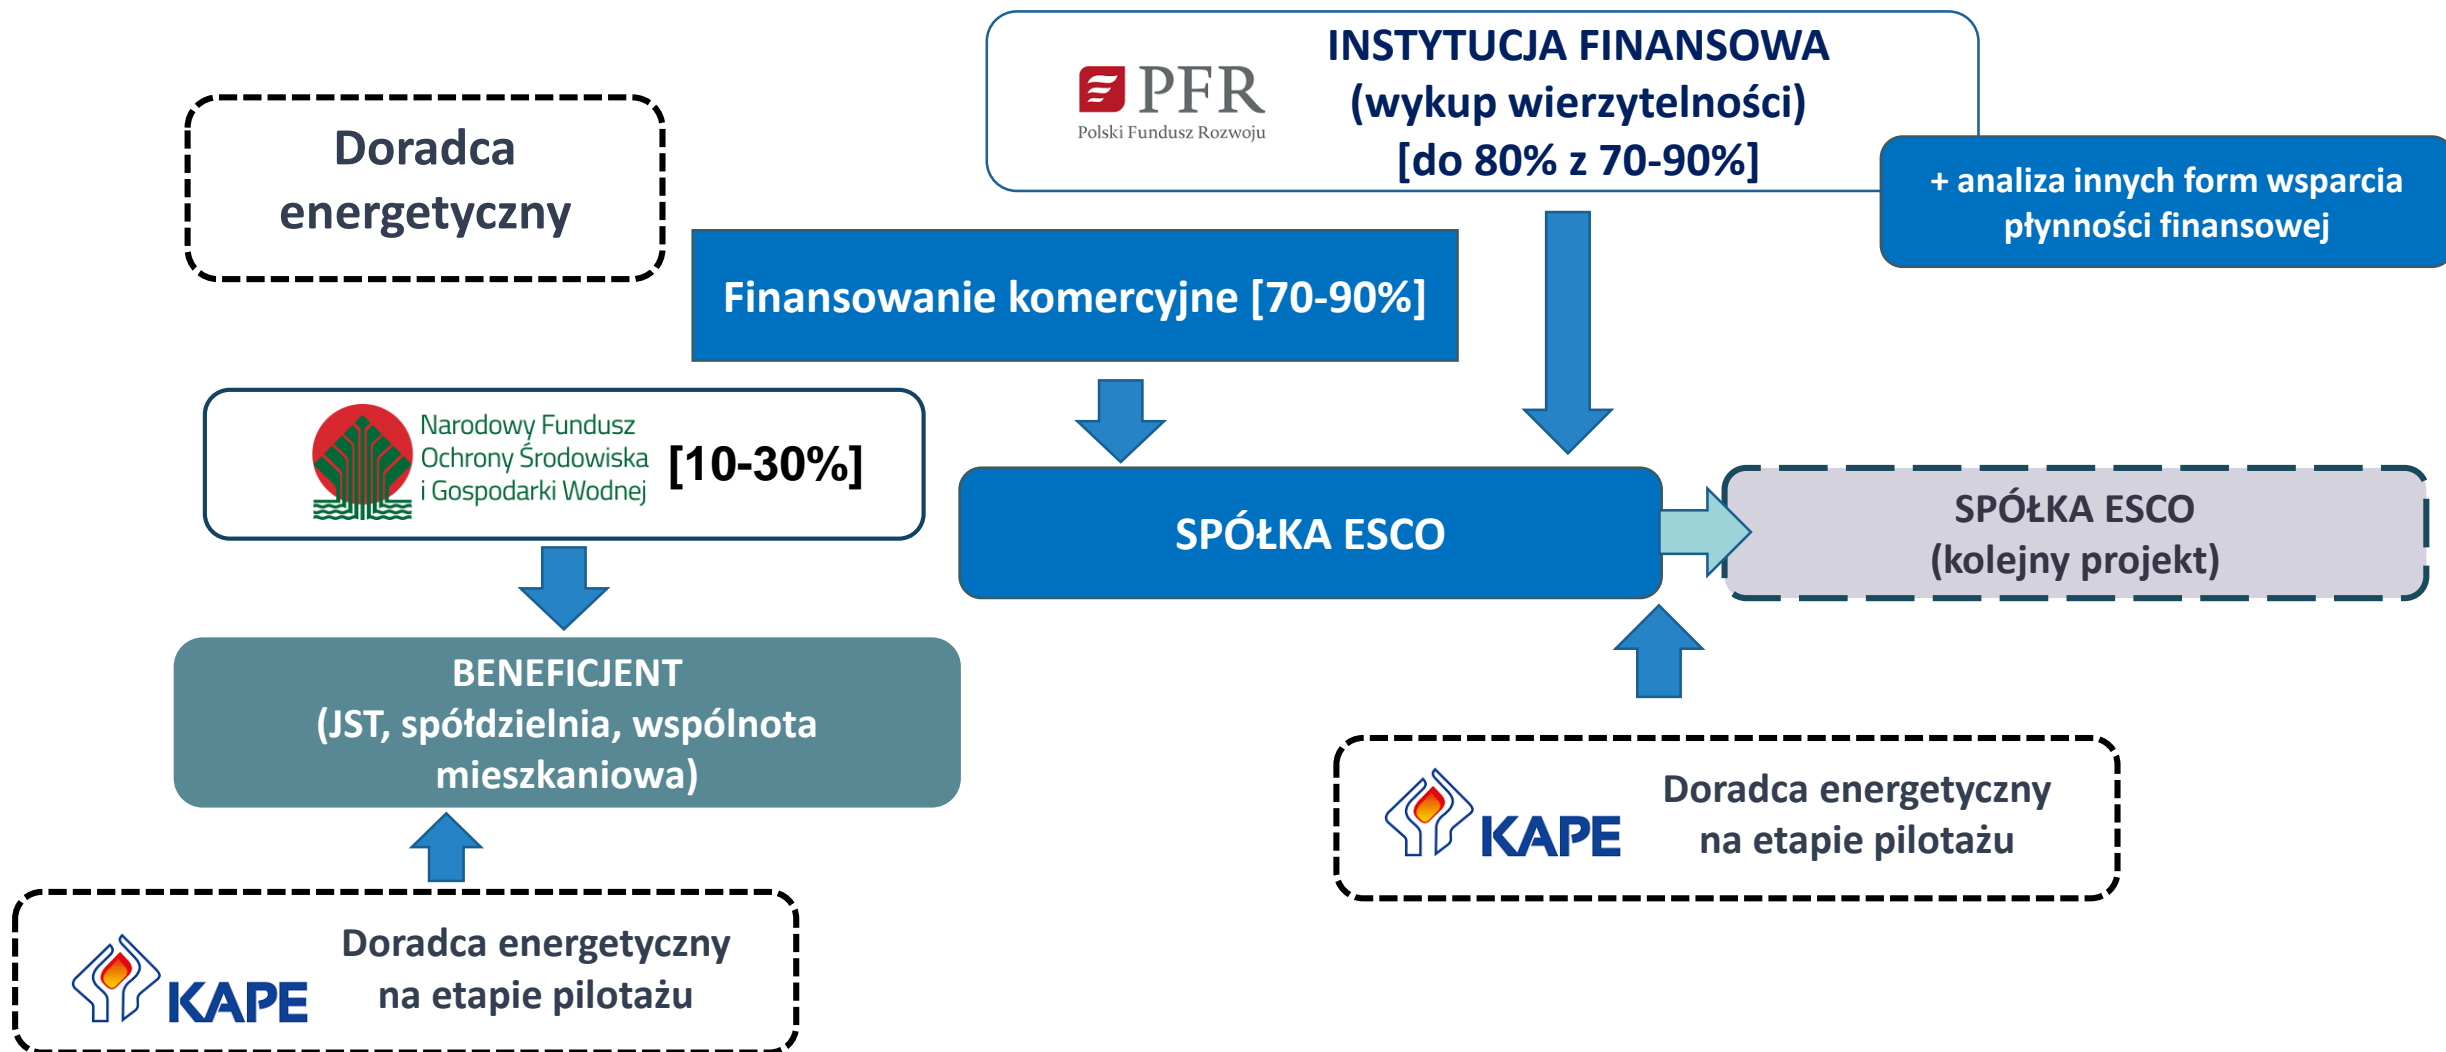 INSTYTUCJA FINANSOWA
(wykup wierzytelności)
[do 80% z 70-90%]
PFR
Polski Fundusz Rozwoju
+ analiza innych form wsparcia
płynności finansowej
Doradca
energetyczny
Finansowanie komercyjne [70-90%]
Narodowy Fundusz
Ochrony Środowiska
i Gospodarki Wodnej
[10-30%]
SPÓŁKA ESCO
SPÓŁKA ESCO
(kolejny projekt)
BENEFICJENT
(JST, spółdzielnia, wspólnota
mieszkaniowa)
KAPE
Doradca energetyczny
na etapie pilotażu
KAPE
Doradca energetyczny
na etapie pilotażu